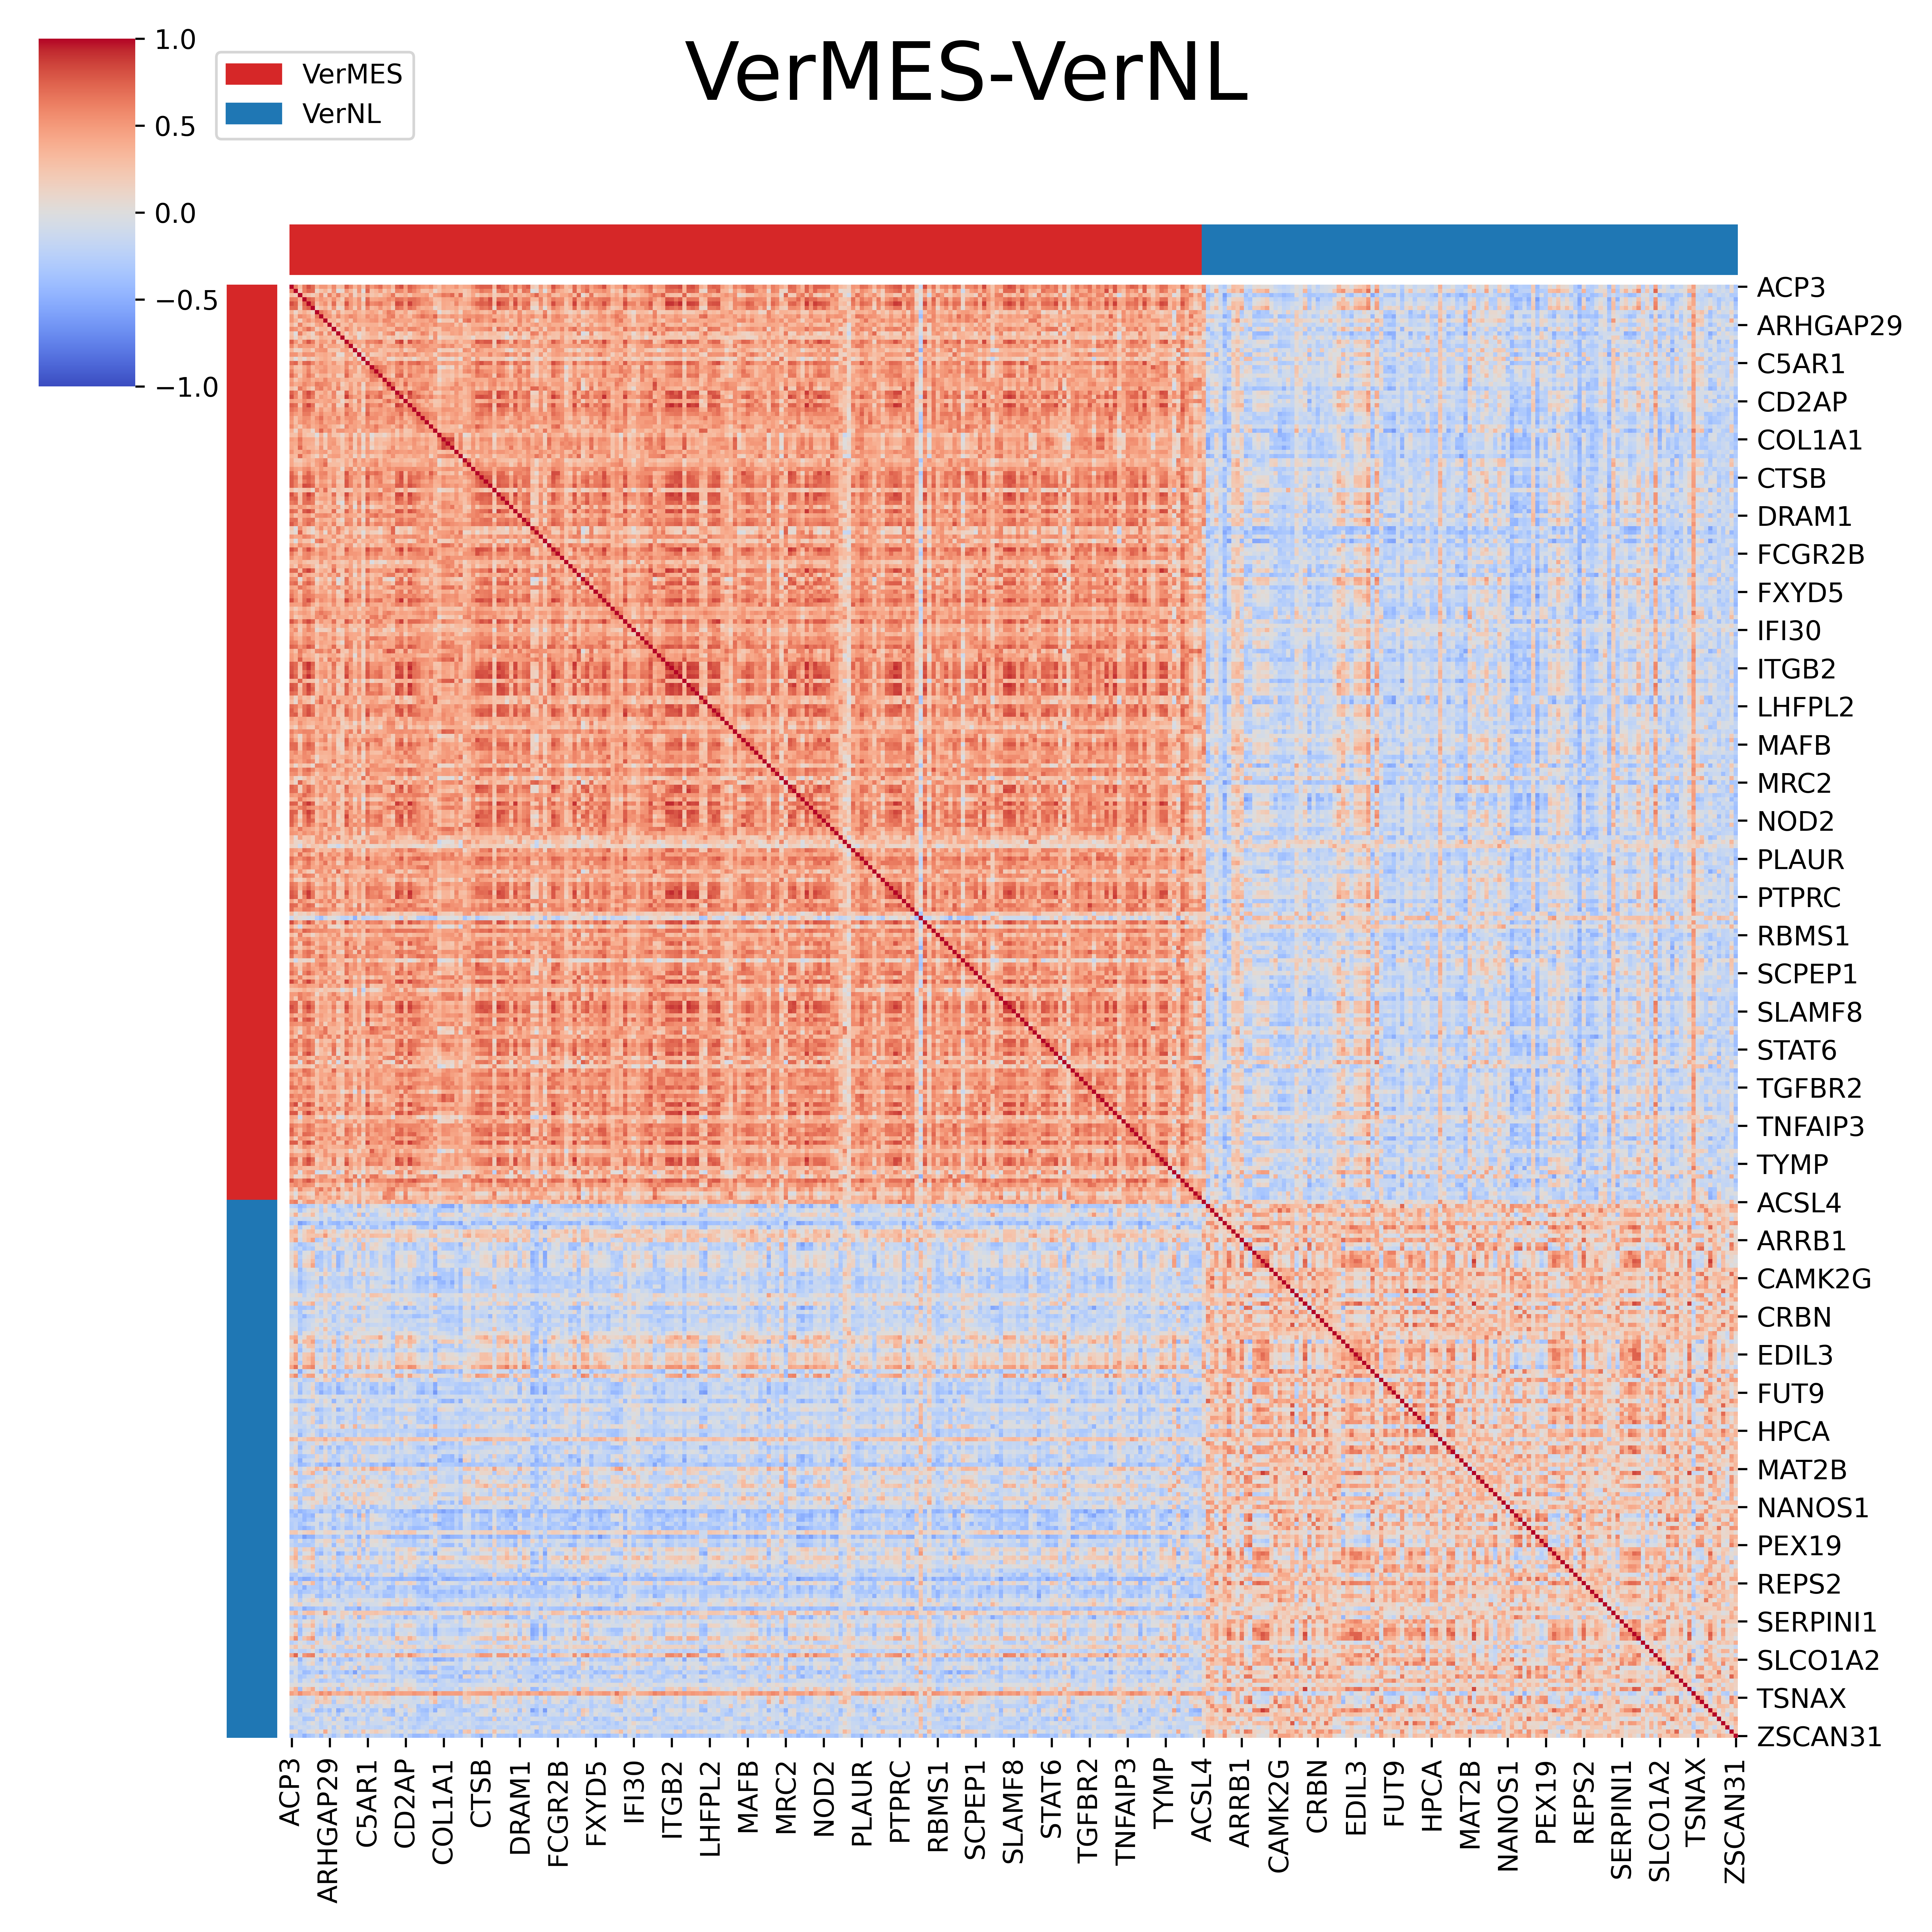 VerMES-VerNL
1.0
0.5
0.0
−0.5
−1.0
VerMES
VerNL
ACP3
ARHGAP29
C5AR1
CD2AP
COL1A1
CTSB
DRAM1
FCGR2B
FXYD5
IFI30
ITGB2
LHFPL2
MAFB
MRC2
NOD2
PLAUR
PTPRC
RBMS1
SCPEP1
SLAMF8
STAT6
TGFBR2
TNFAIP3
TYMP
ACSL4
ARRB1
CAMK2G
CRBN
EDIL3
FUT9
HPCA
MAT2B
NANOS1
PEX19
REPS2
SERPINI1
SLCO1A2
TSNAX
ZSCAN31
ACP3
ARHGAP29
C5AR1
CD2AP
COL1A1
CTSB
DRAM1
FCGR2B
FXYD5
IFI30
ITGB2
LHFPL2
MAFB
MRC2
NOD2
PLAUR
PTPRC
RBMS1
SCPEP1
SLAMF8
STAT6
TGFBR2
TNFAIP3
TYMP
ACSL4
ARRB1
CAMK2G
CRBN
EDIL3
FUT9
HPCA
MAT2B
NANOS1
PEX19
REPS2
SERPINI1
SLCO1A2
TSNAX
ZSCAN31